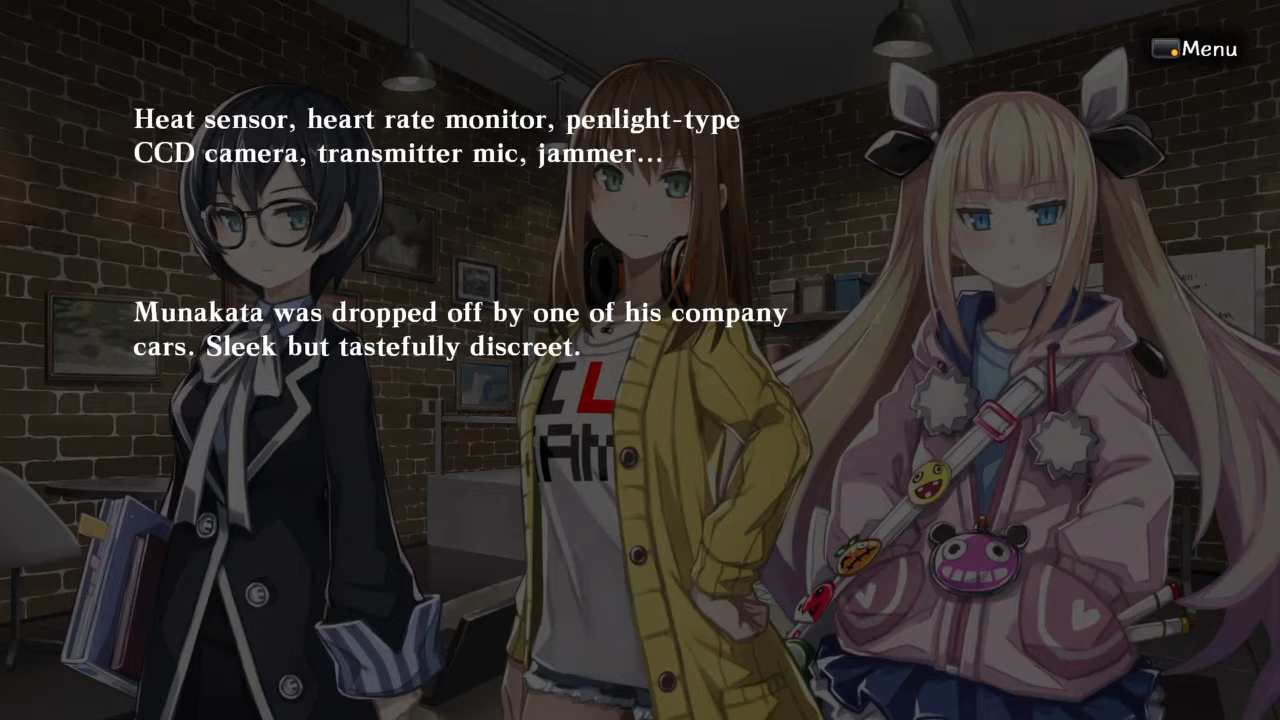 Menu
Heat sensor, heart rate monitor, penlight-type
CCD camera, transmitter mic, jammer...
Munakata was dropped off by one of his company
cars. Sleek but tastefully discreet.